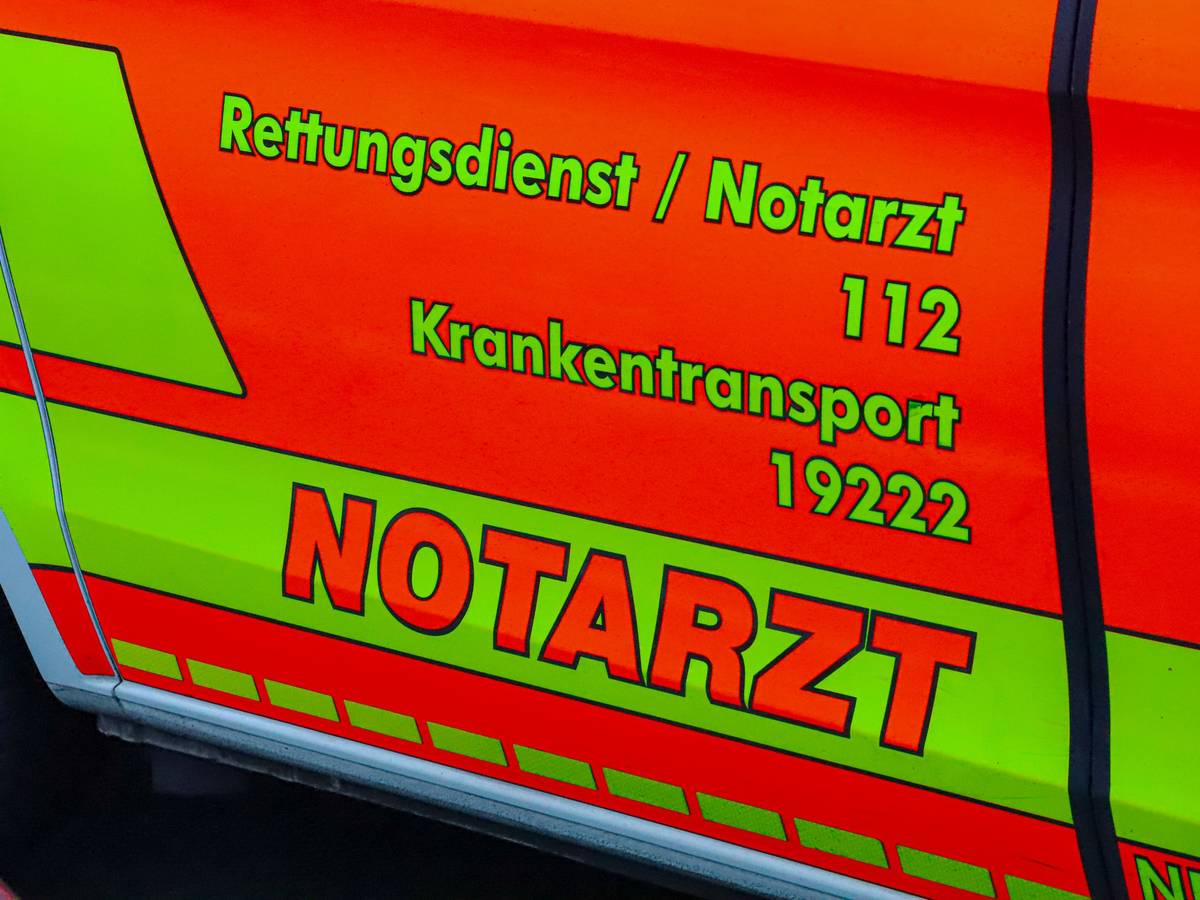 Rettungsdienst / Notarzt
112
Krankentransport
19222
NOTARZT